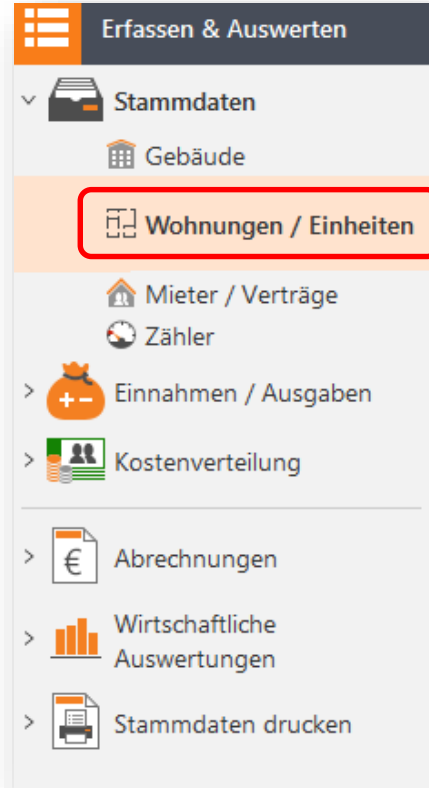 Erfassen & Auswerten
Stammdaten
Gebäude
Wohnungen / Einheiten
Mieter / Verträge
Zähler
Einnahmen / Ausgaben
Kostenverteilung
€ Abrechnungen
Wirtschaftliche
Auswertungen
Stammdaten drucken